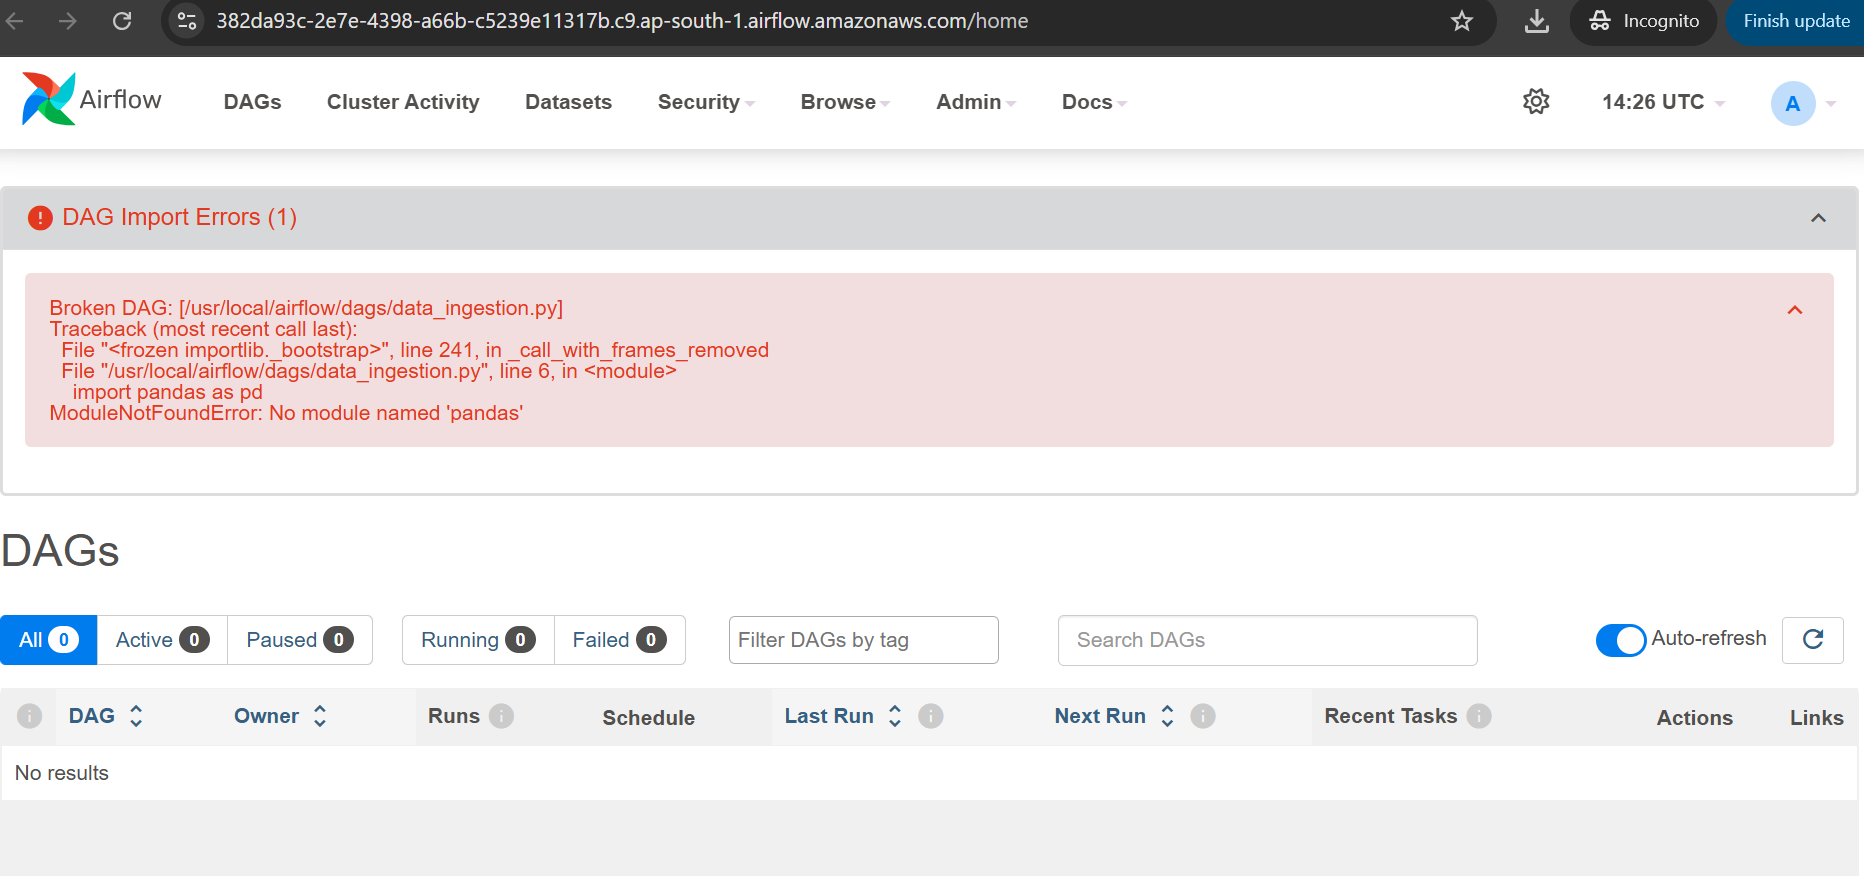 382da93c-2e7e-4398-a66b-c5239e11317b.c9.ap-south-1.airflow.amazonaws.com/home
Incognito
Finish update
Airflow
DAGs
Cluster Activity
Datasets
Security
Browse
Admin
Docs
14:26 UTC
A
DAG Import Errors (1)
Broken DAG: [/usr/local/airflow/dags/data_ingestion.py]
Traceback (most recent call last):
File "<frozen importlib._bootstrap>", line 241, in _call_with_frames_removed
File "/usr/local/airflow/dags/data_ingestion.py", line 6, in <module>
import pandas as pd
ModuleNotFoundError: No module named 'pandas'
DAGs
All 0
Active 0
Paused 0
Running 0
Failed 0
Filter DAGs by tag
Search DAGs
Auto-refresh
DAG
Owner
Runs
Schedule
Last Run
Next Run
Recent Tasks
Actions
Links
No results